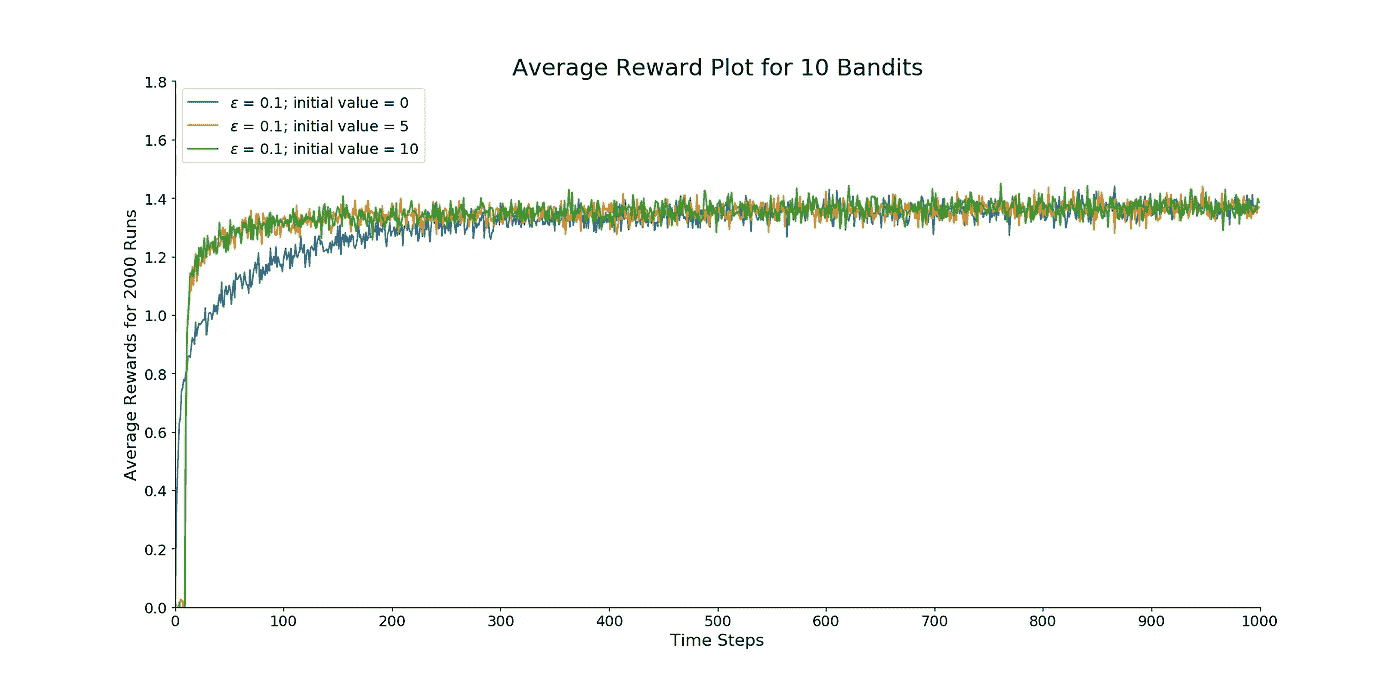 Average Reward Plot for 10 Bandits
1.8
1.6
1.4
1.2
1.0
0.8
0.6
0.4
0.2
0.0
ε = 0.1; initial value = 0
ε = 0.1; initial value = 5
ε = 0.1; initial value = 10
Average Rewards for 2000 Runs
0 100 200 300 400 500 600 700 800 900 1000
Time Steps